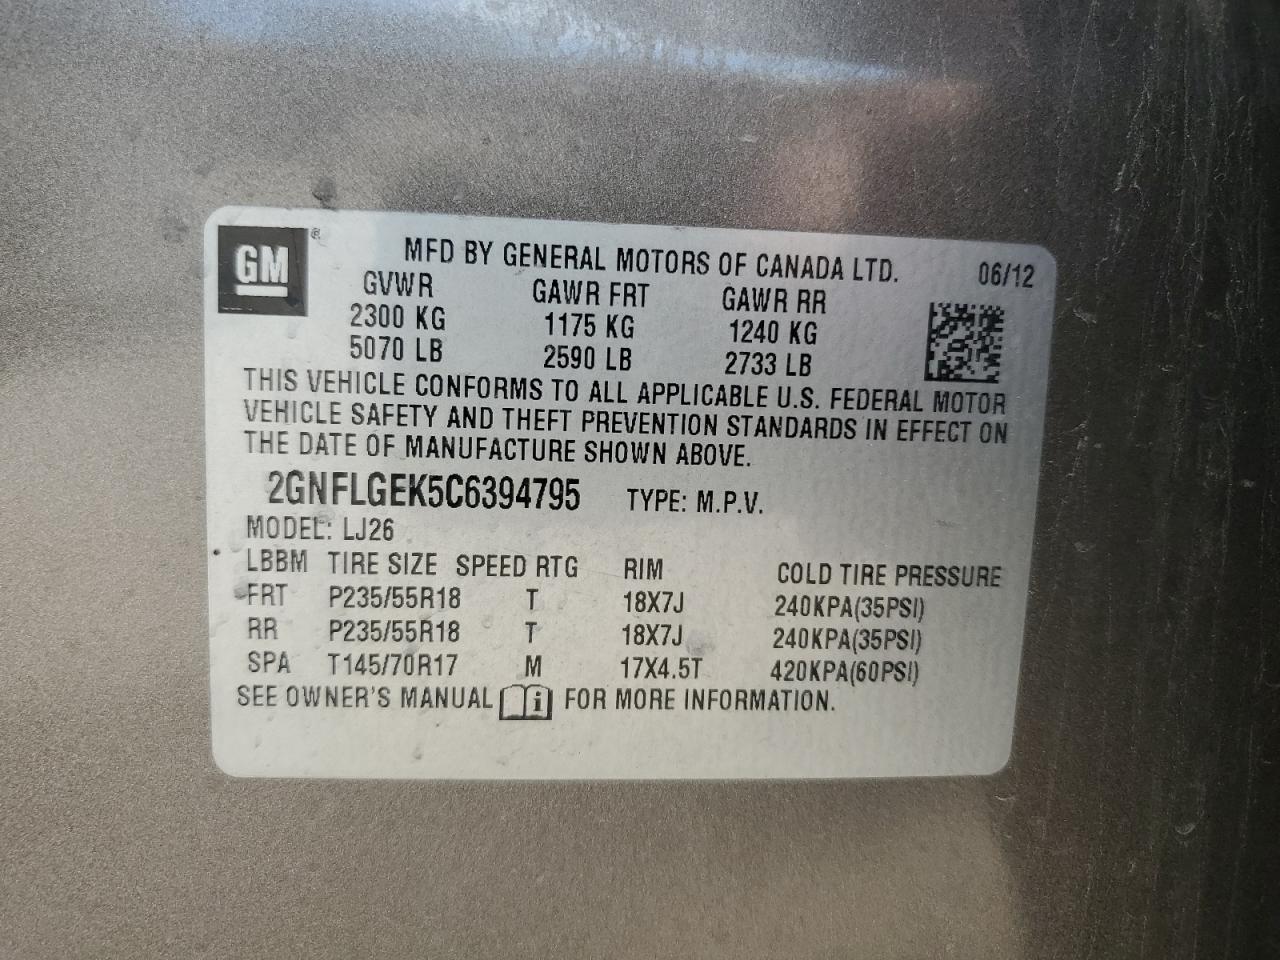 GM ®
MFD BY GENERAL MOTORS OF CANADA LTD. 06/12
GVWR GAWR FRT GAWR RR
2300 KG 1175 KG 1240 KG
5070 LB 2590 LB 2733 LB
THIS VEHICLE CONFORMS TO ALL APPLICABLE U.S. FEDERAL MOTOR
VEHICLE SAFETY AND THEFT PREVENTION STANDARDS IN EFFECT ON
THE DATE OF MANUFACTURE SHOWN ABOVE.
2GNFLGEK5C6394795 TYPE: M.P.V.
MODEL: LJ26
LBBM TIRE SIZE SPEED RTG RIM COLD TIRE PRESSURE
FRT P235/55R18 T 18X7J 240KPA(35PSI)
RR P235/55R18 T 18X7J 240KPA(35PSI)
SPA T145/70R17 M 17X4.5T 420KPA(60PSI)
SEE OWNER'S MANUAL i FOR MORE INFORMATION.